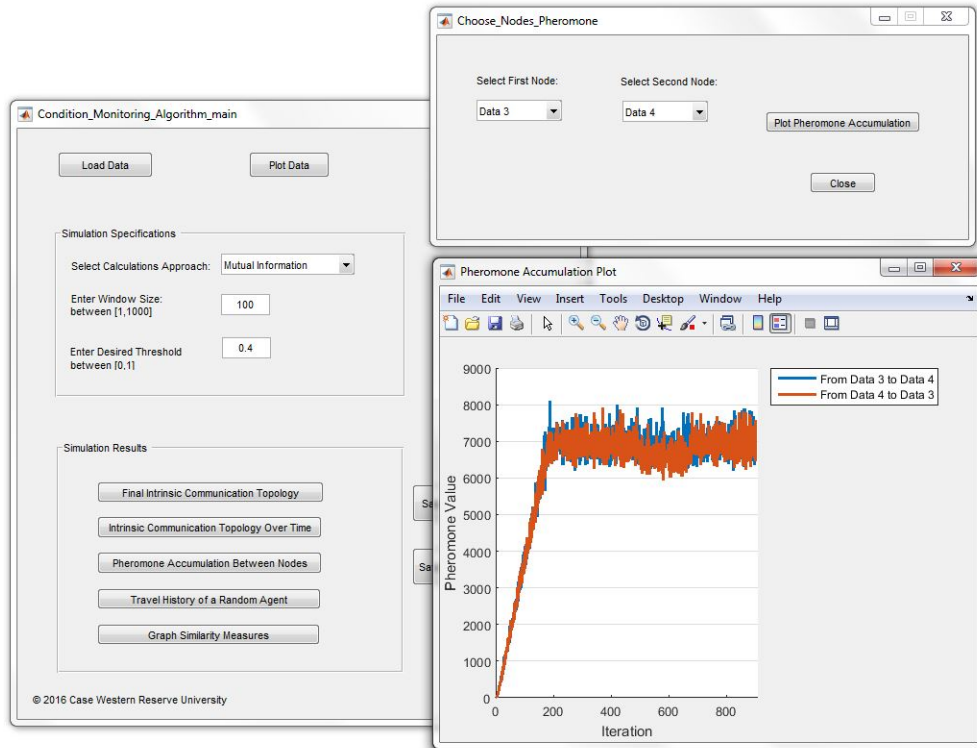 Choose_Nodes_Pheromone
Select First Node:
Select Second Node:
Data 3
Data 4
Plot Pheromone Accumulation
Close
Condition_Monitoring_Algorithm_main
Load Data
Plot Data
Simulation Specifications
Select Calculations Approach:
Mutual Information
Enter Window Size:
between [1,1000]
100
Enter Desired Threshold
between [0,1]
0.4
Simulation Results
Final Intrinsic Communication Topology
Intrinsic Communication Topology Over Time
Pheromone Accumulation Between Nodes
Travel History of a Random Agent
Graph Similarity Measures
Sa
Sa
© 2016 Case Western Reserve University
Pheromone Accumulation Plot
File Edit View Insert Tools Desktop Window Help
From Data 3 to Data 4
From Data 4 to Data 3
Pheromone Value
9000
8000
7000
6000
5000
4000
3000
2000
1000
0
0 200 400 600 800
Iteration